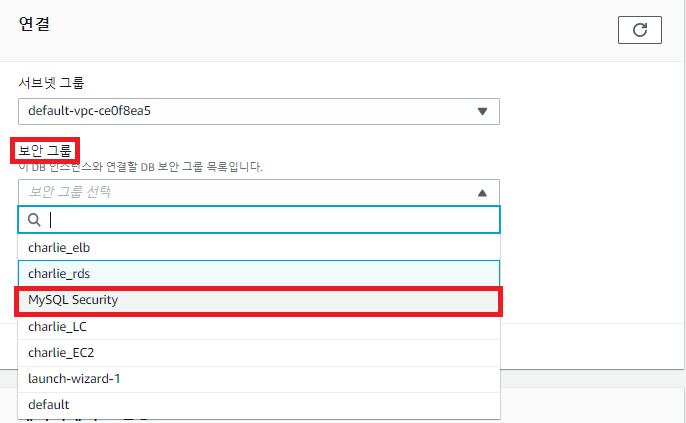 연결
서브넷 그룹
default-vpc-ce0f8ea5
보안 그룹
이 DB 인스턴스와 연결할 DB 보안 그룹 목록입니다.
보안 그룹 선택
charlie_elb
charlie_rds
MySQL Security
charlie_LC
charlie_EC2
launch-wizard-1
default